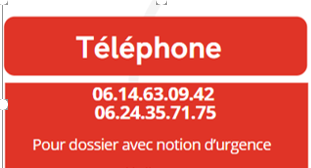 Téléphone
06.14.63.09.42
06.24.35.71.75
Pour dossier avec notion d'urgence